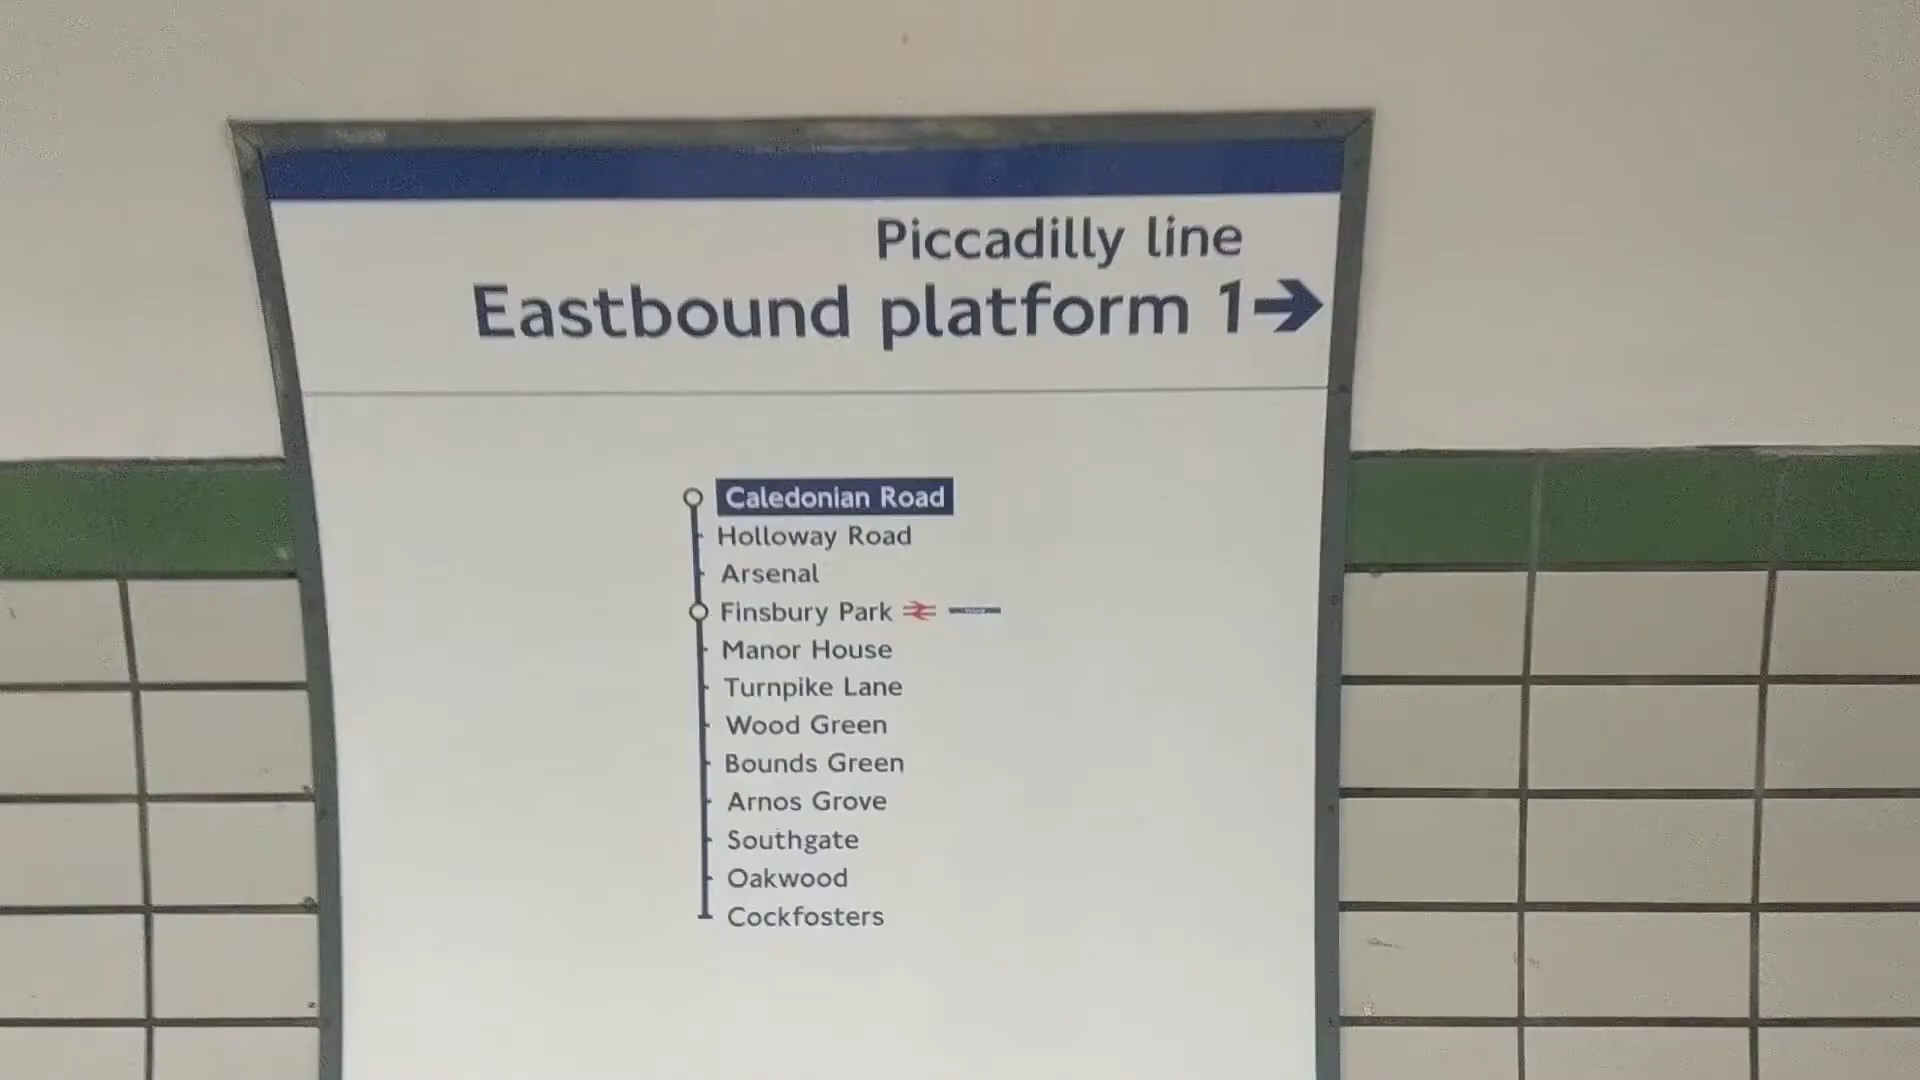 Piccadilly line
Eastbound platform 1
Caledonian Road
Holloway Road
Arsenal
Finsbury Park
Manor House
Turnpike Lane
Wood Green
Bounds Green
Arnos Grove
Southgate
Oakwood
Cockfosters